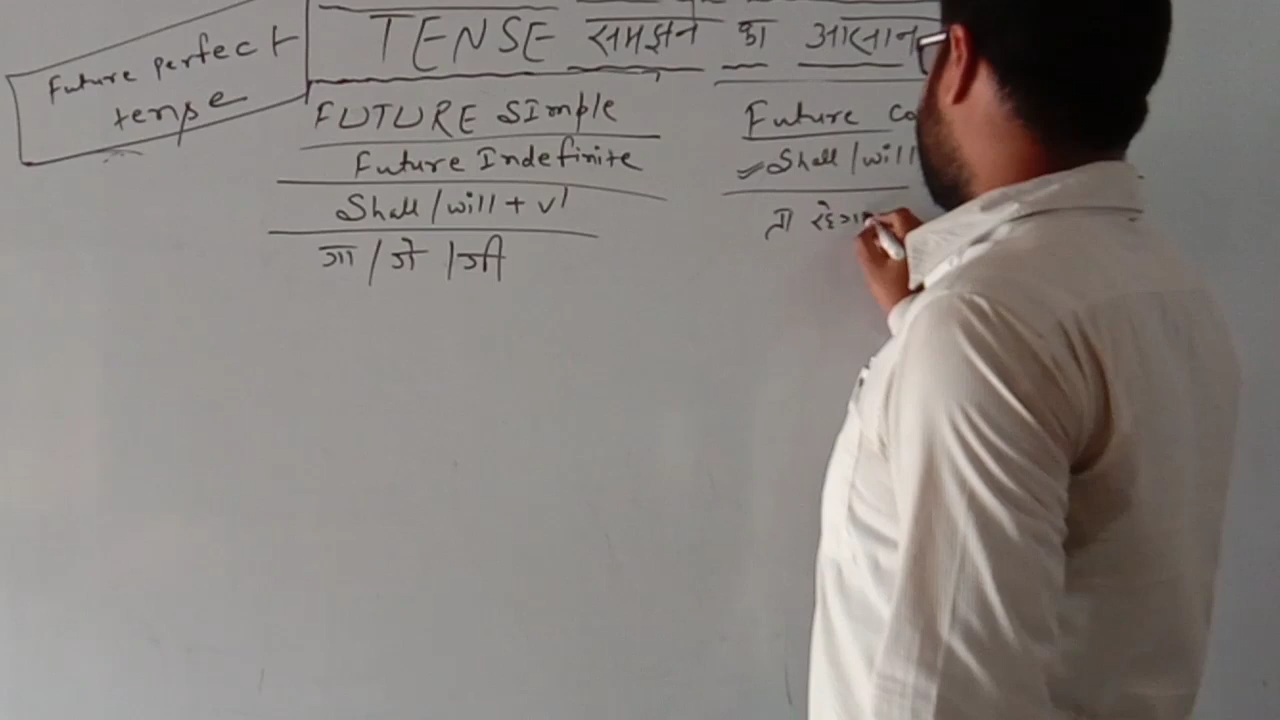 Future perfect
tense
TENSE समझने का आसान
FUTURE SImple
Future Indefinite
Shall/will + v1
गा/गे/गी
Future Co
Shall/will
ता रहेगा